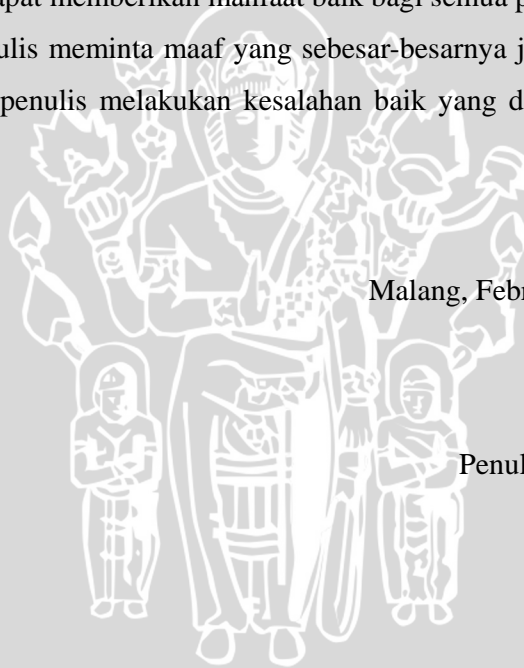 apat memberikan manfaat baik bagi semua p
ulis meminta maaf yang sebesar-besarnya j
penulis melakukan kesalahan baik yang d
Malang, Febr
Penul